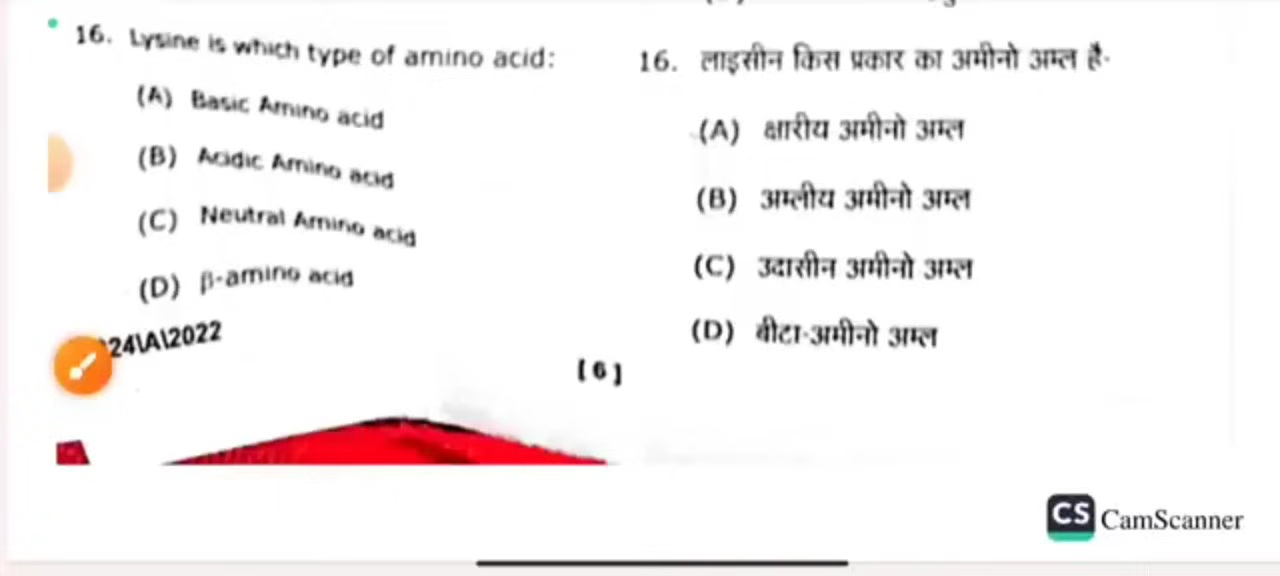 16. Lysine is which type of amino acid:
(A) Basic Amino acid
(B) Acidic Amino acid
(C) Neutral Amino acid
(D) β-amino acid
24\A\2022
[6]
16. लाइसीन किस प्रकार का अमीनो अम्ल है-
(A) क्षारीय अमीनो अम्ल
(B) अम्लीय अमीनो अम्ल
(C) उदासीन अमीनो अम्ल
(D) बीटा-अमीनो अम्ल
CS CamScanner